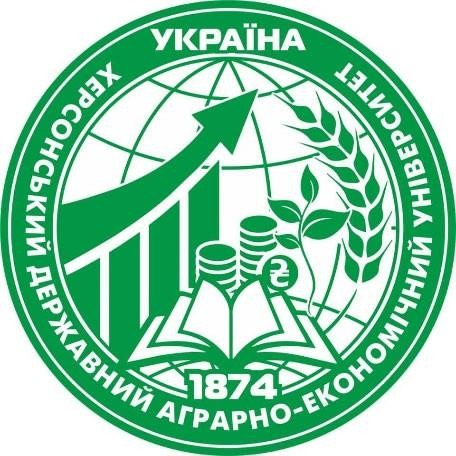 УКРАЇНА
ХЕРСОНСЬКИЙ ДЕРЖАВНИЙ АГРАРНО-ЕКОНОМІЧНИЙ УНІВЕРСИТЕТ
₴
1874